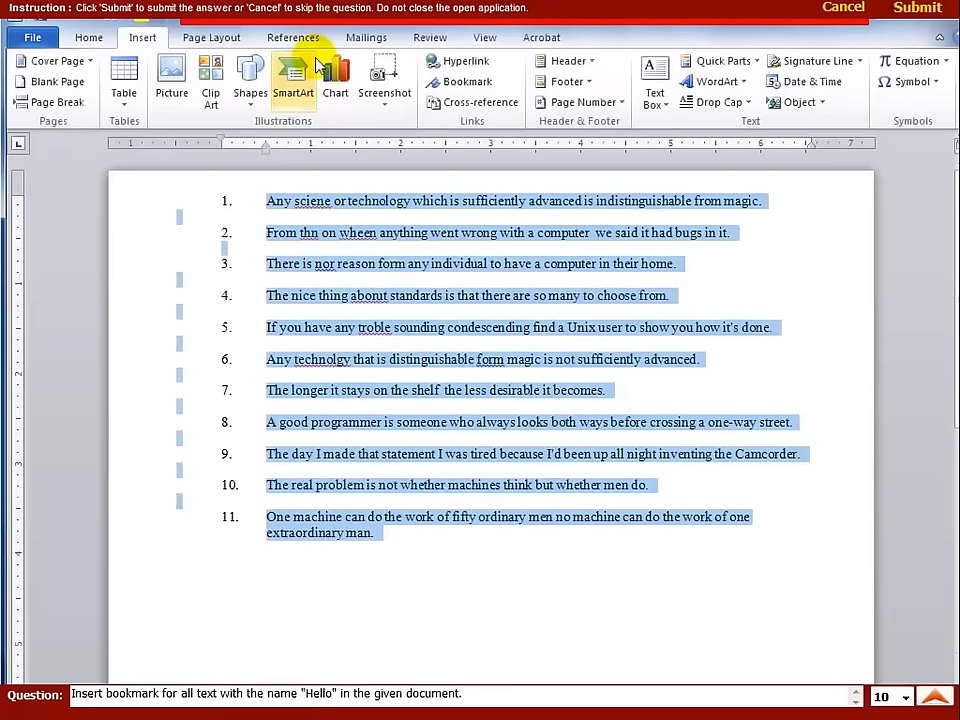 Instruction : Click 'Submit' to submit the answer or 'Cancel' to skip the question. Do not close the open application.
Cancel Submit
File Home Insert Page Layout References Mailings Review View Acrobat
Cover Page
Blank Page
Page Break
Pages
Table
Tables
Picture
Clip
Art
Shapes
SmartArt
Chart
Screenshot
Illustrations
Hyperlink
Bookmark
Cross-reference
Links
Header
Footer
Page Number
Header & Footer
Text
Box
Quick Parts
WordArt
Drop Cap
Signature Line
Date & Time
Object
Text
Equation
Symbol
Symbols
1 1 2 3 4 5 6 7
1. Any sciene or technology which is sufficiently advanced is indistinguishable from magic.
2. From thn on wheen anything went wrong with a computer we said it had bugs in it.
3. There is nor reason form any individual to have a computer in their home.
4. The nice thing abonut standards is that there are so many to choose from.
5. If you have any troble sounding condescending find a Unix user to show you how it's done.
6. Any technolgy that is distinguishable form magic is not sufficiently advanced.
7. The longer it stays on the shelf the less desirable it becomes.
8. A good programmer is someone who always looks both ways before crossing a one-way street.
9. The day I made that statement I was tired because I'd been up all night inventing the Camcorder.
10. The real problem is not whether machines think but whether men do.
11. One machine can do the work of fifty ordinary men no machine can do the work of one
extraordinary man.
Question: Insert bookmark for all text with the name "Hello" in the given document.
10